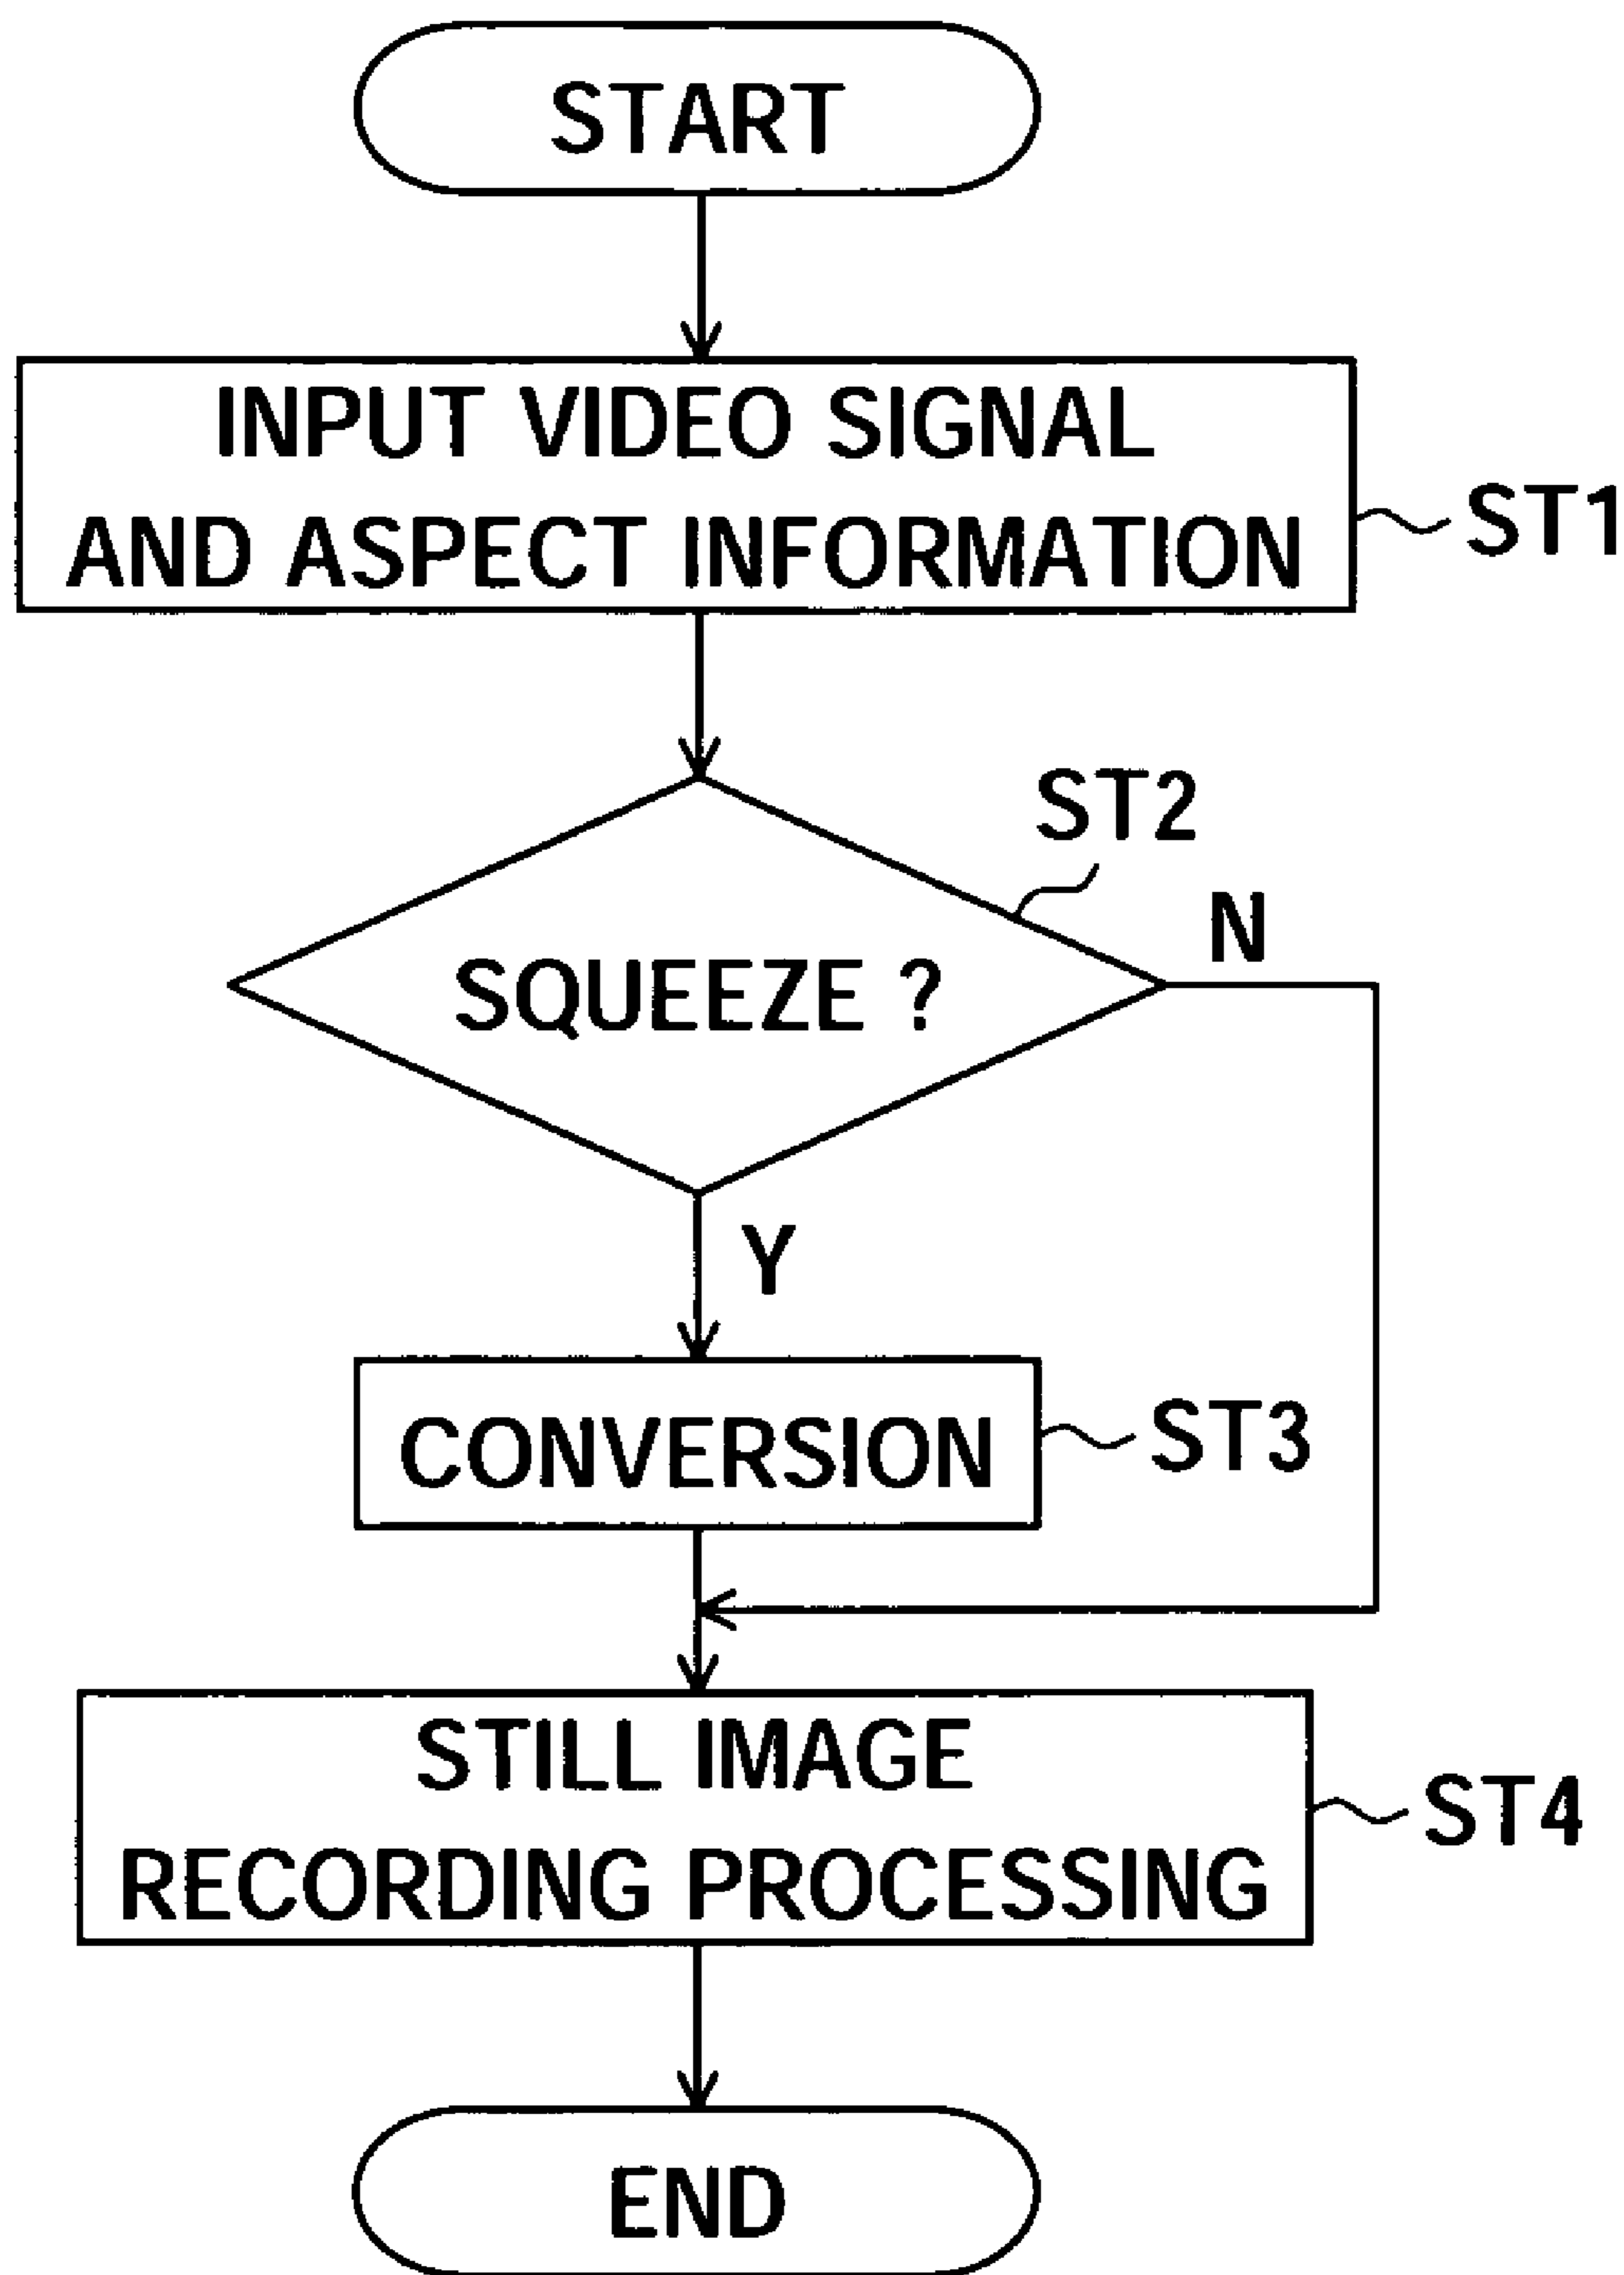 START
INPUT VIDEO SIGNAL
AND ASPECT INFORMATION
ST1
ST2
N
SQUEEZE ?
Y
CONVERSION
ST3
STILL IMAGE
RECORDING PROCESSING
ST4
END